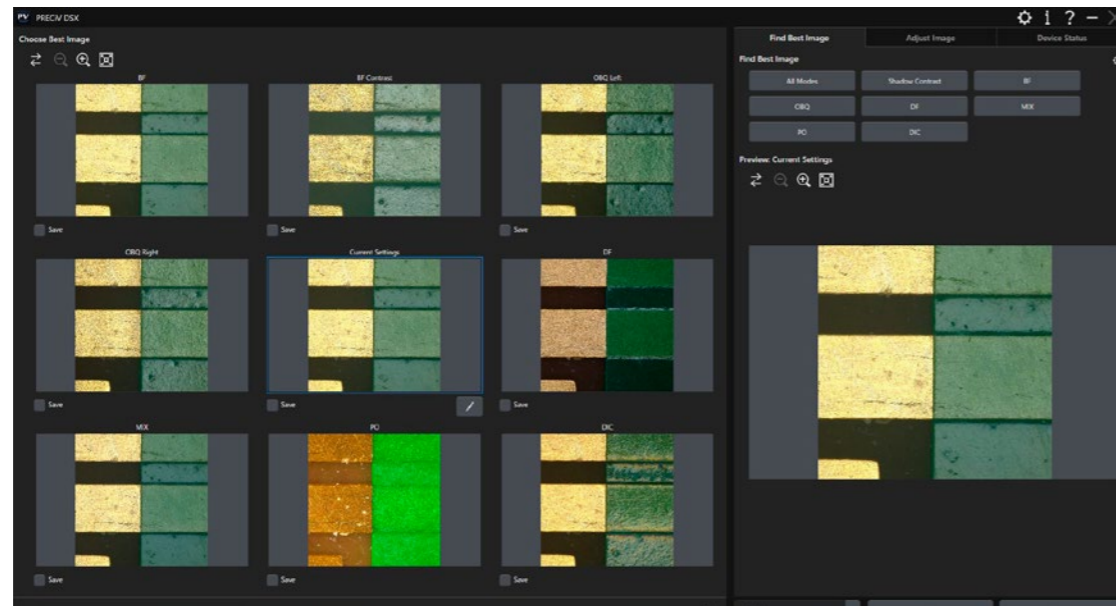 PV PRECiV DSX
Choose Best Image
BF
BF Contrast
OBQ Left
Save
Save
Save
OBQ Right
Current Settings
DF
Save
Save
Save
MIX
PO
DIC
Save
Save
Save
Find Best Image
Adjust Image
Device Status
Find Best Image
All Modes
Shadow Contrast
BF
OBQ
DF
MIX
PO
DIC
Preview: Current Settings